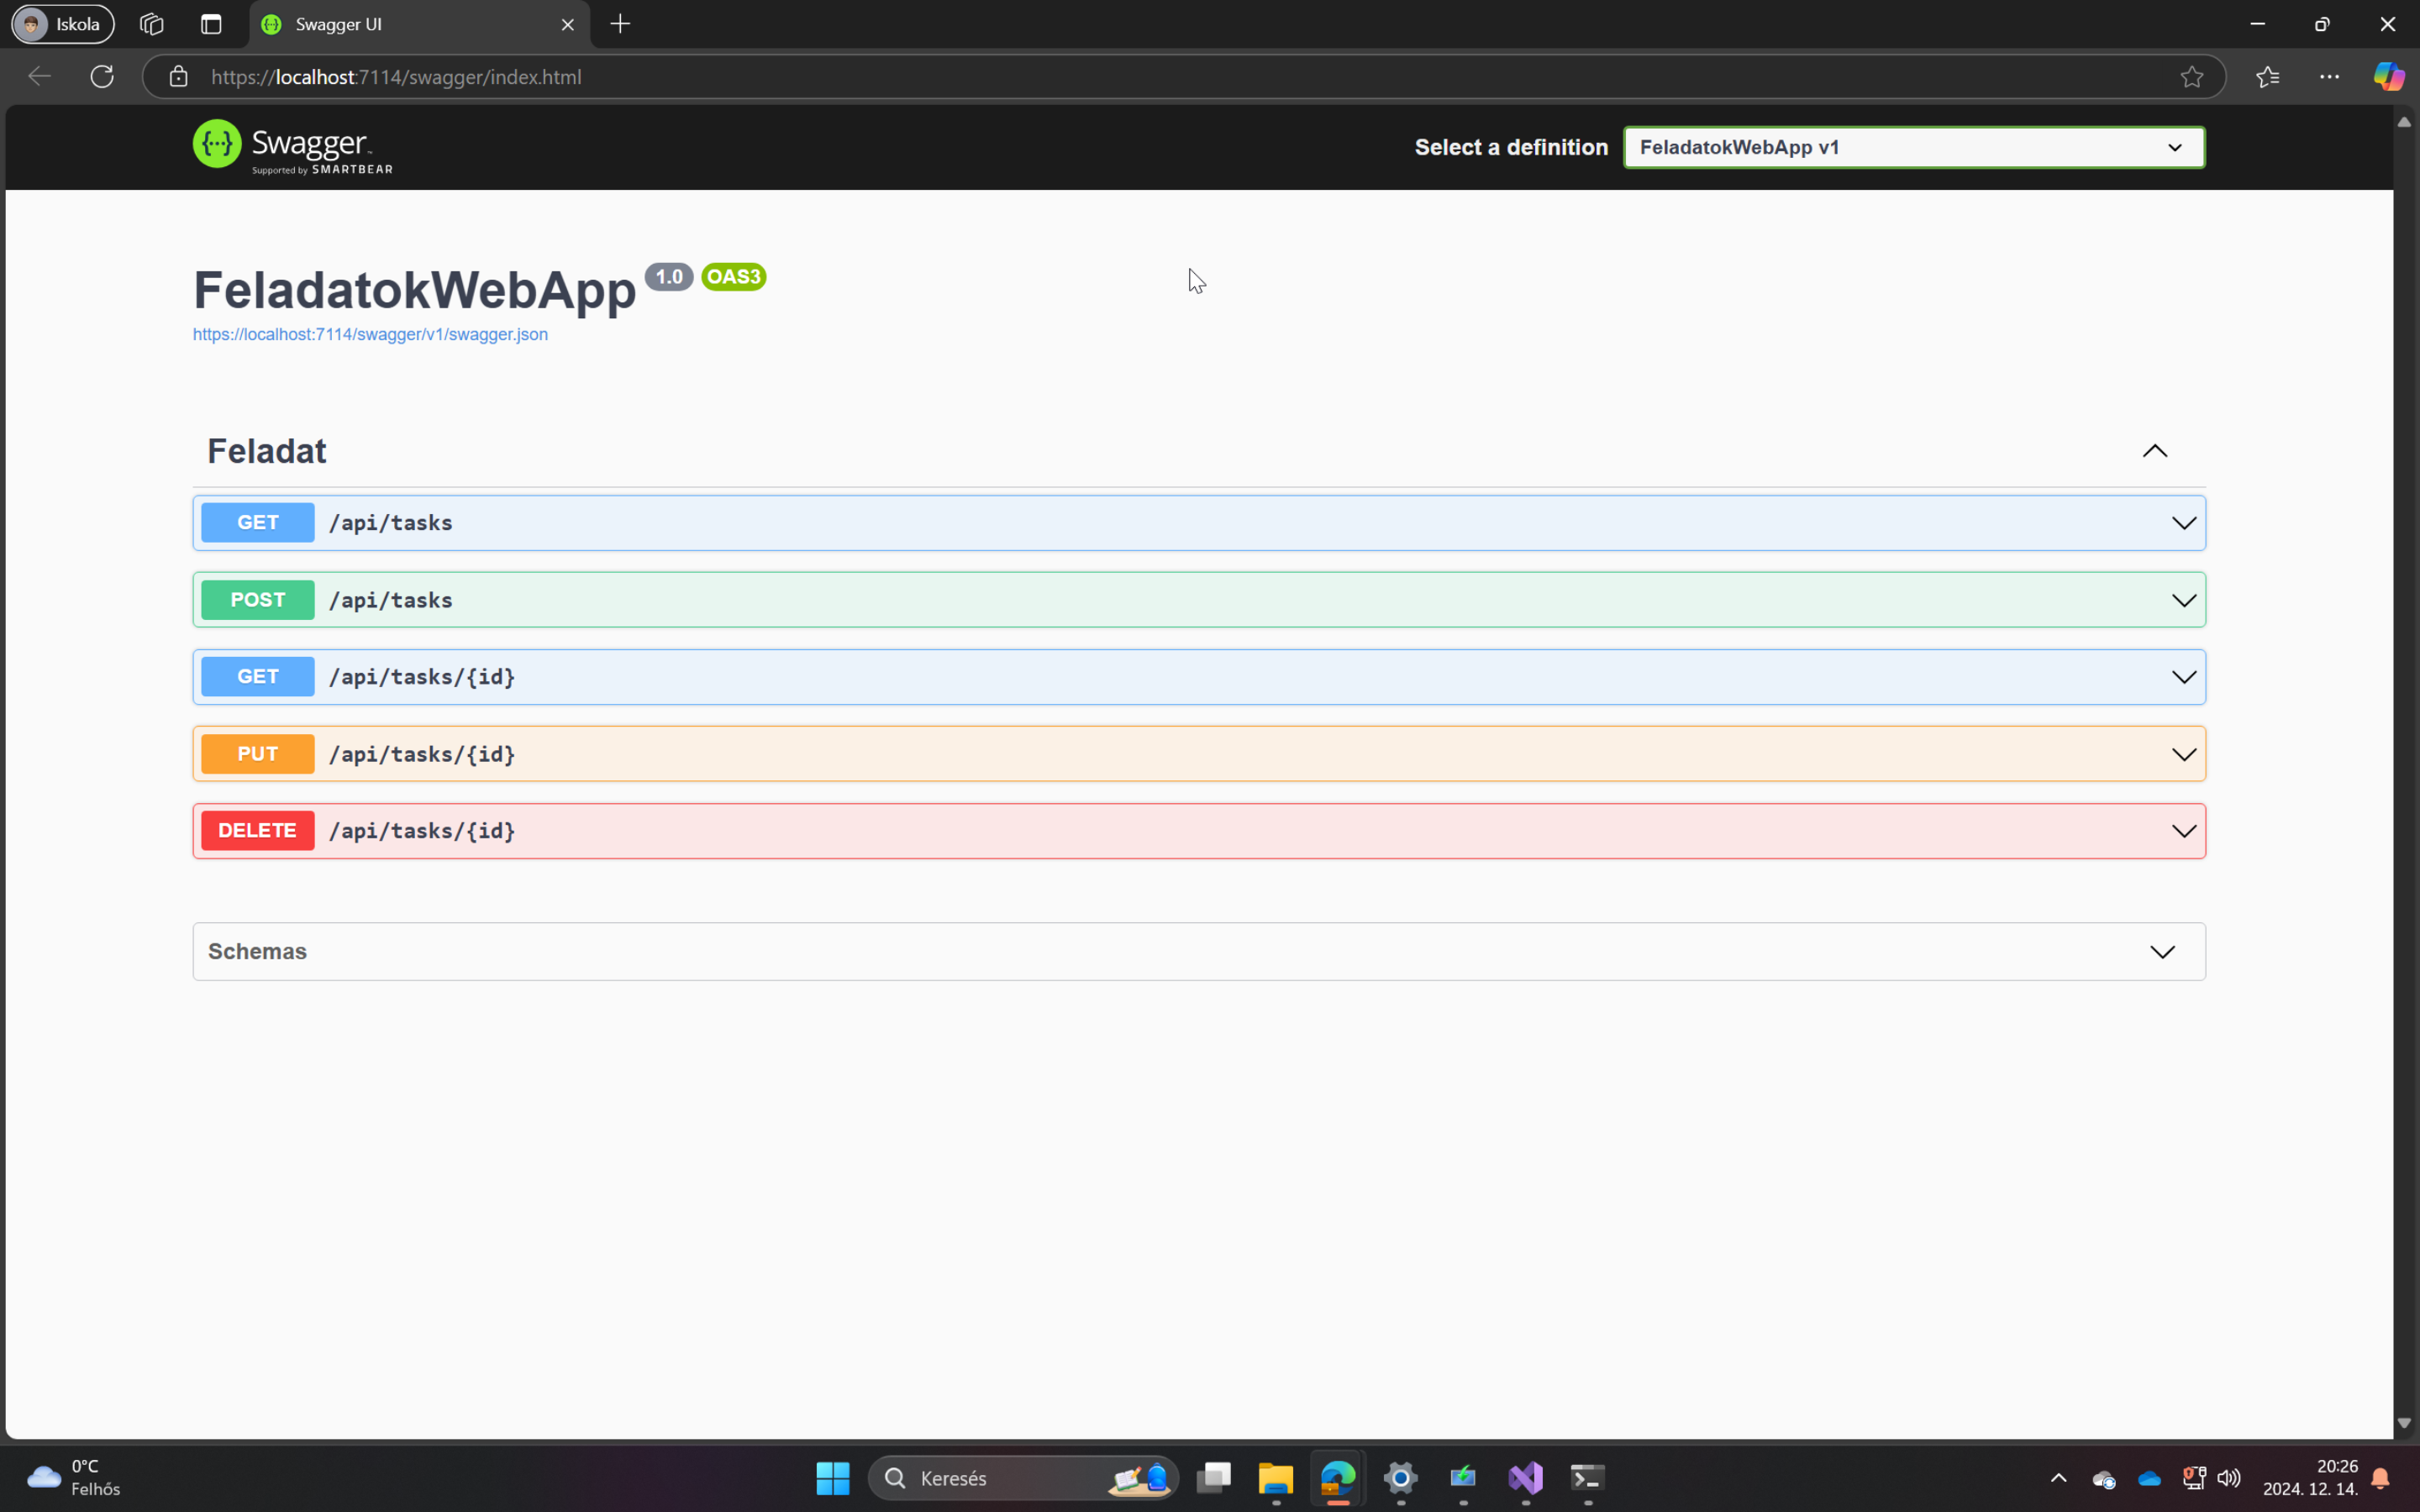 Iskola
Swagger UI
https://localhost:7114/swagger/index.html
Swagger
Supported by SMARTBEAR
Select a definition
FeladatokWebApp v1
FeladatokWebApp 1.0 OAS3
https://localhost:7114/swagger/v1/swagger.json
Feladat
GET /api/tasks
POST /api/tasks
GET /api/tasks/{id}
PUT /api/tasks/{id}
DELETE /api/tasks/{id}
Schemas
0°C
Felhős
Keresés
20:26
2024. 12. 14.